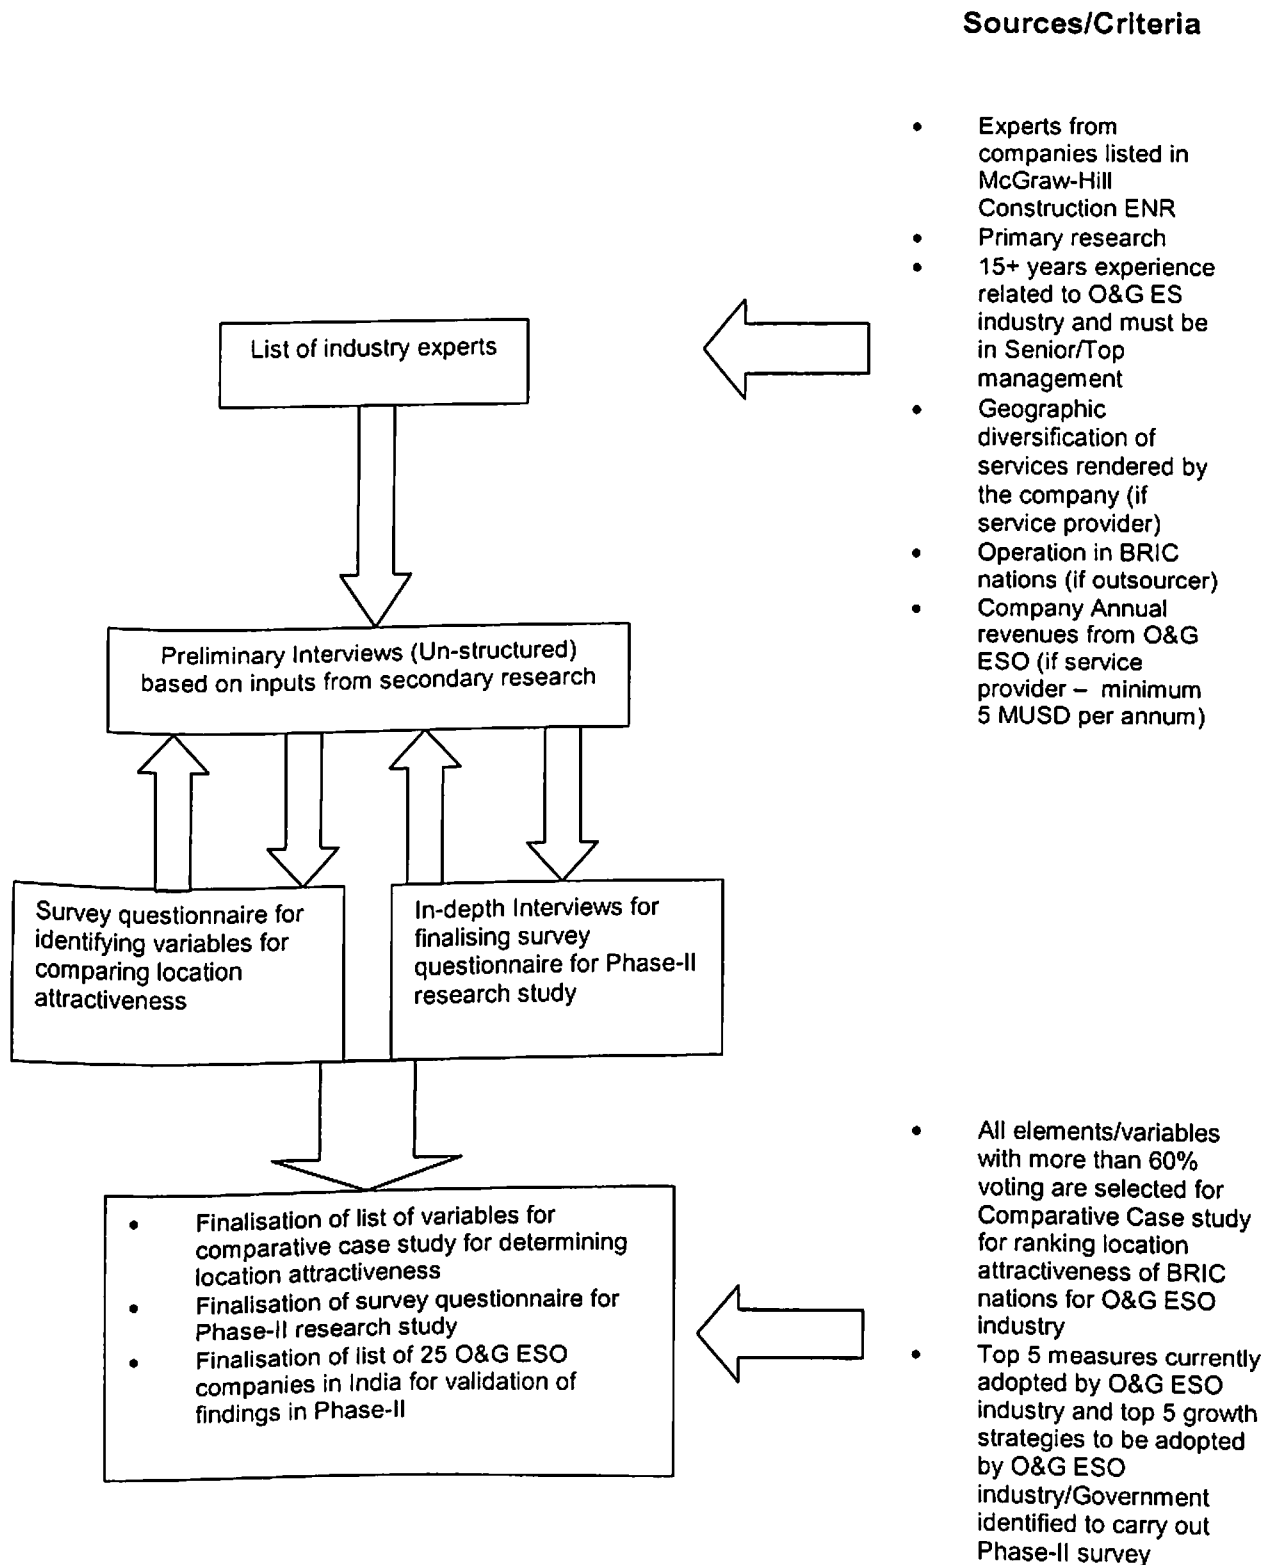 Sources/Criteria
• Experts from
companies listed in
McGraw-Hill
Construction ENR
• Primary research
• 15+ years experience
related to O&G ES
industry and must be
in Senior/Top
management
• Geographic
diversification of
services rendered by
the company (if
service provider)
• Operation in BRIC
nations (if outsourcer)
• Company Annual
revenues from O&G
ESO (if service
provider – minimum
5 MUSD per annum)
List of industry experts
Preliminary Interviews (Un-structured)
based on inputs from secondary research
Survey questionnaire for
identifying variables for
comparing location
attractiveness
In-depth Interviews for
finalising survey
questionnaire for Phase-II
research study
• Finalisation of list of variables for
comparative case study for determining
location attractiveness
• Finalisation of survey questionnaire for
Phase-II research study
• Finalisation of list of 25 O&G ESO
companies in India for validation of
findings in Phase-II
• All elements/variables
with more than 60%
voting are selected for
Comparative Case study
for ranking location
attractiveness of BRIC
nations for O&G ESO
industry
• Top 5 measures currently
adopted by O&G ESO
industry and top 5 growth
strategies to be adopted
by O&G ESO
industry/Government
identified to carry out
Phase-II survey